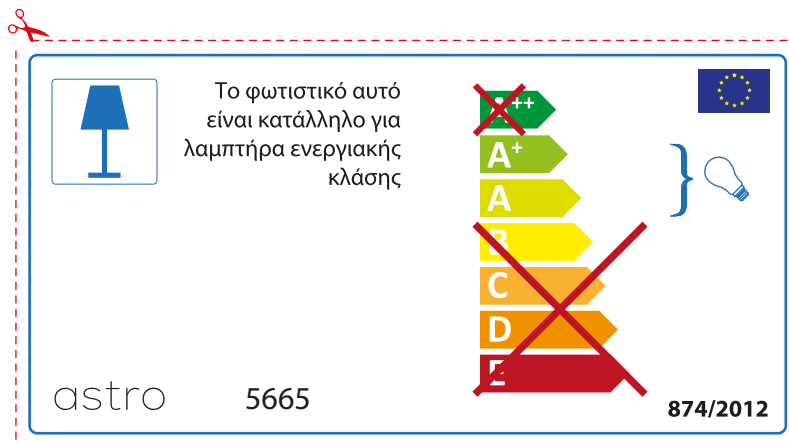 Το φωτιστικό αυτό
είναι κατάλληλο για
λαμπτήρα ενεργιακής
κλάσης
A++
A+
A
B
C
D
E
astro
5665
874/2012